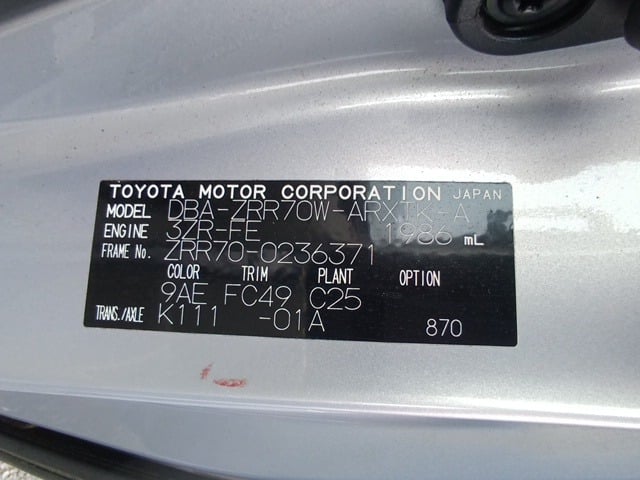 TOYOTA MOTOR CORPORATION JAPAN
MODEL DBA-ZRR70W-ARXTK-A
ENGINE 3ZR-FE 1986 mL
FRAME No. ZRR70-0236371
COLOR TRIM PLANT OPTION
9AE FC49 C25
TRANS./AXLE K111 -01A 870